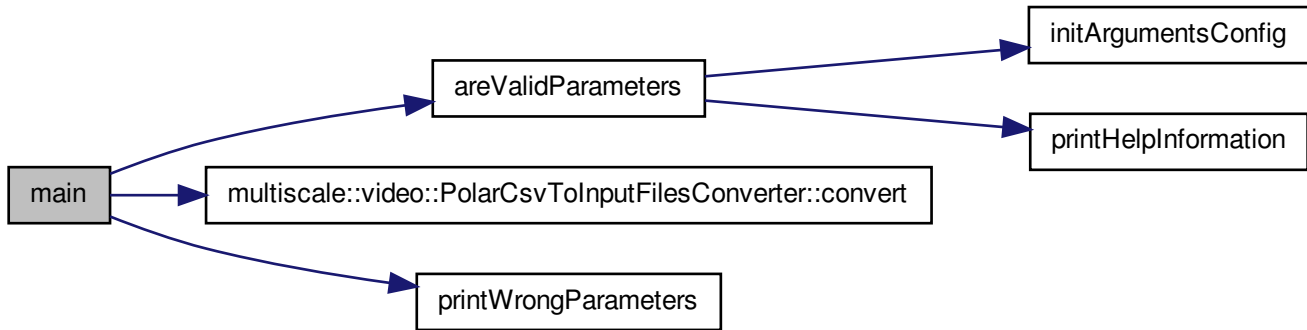 main
areValidParameters
initArgumentsConfig
printHelpInformation
multiscale::video::PolarCsvToInputFilesConverter::convert
printWrongParameters